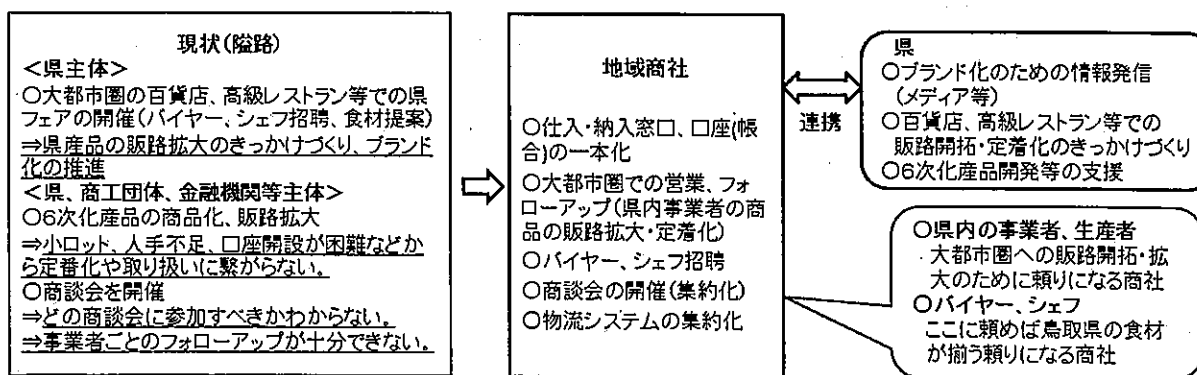 現状(隘路)
<県主体>
○大都市圏の百貨店、高級レストラン等での県
フェアの開催(バイヤー、シェフ招聘、食材提案)
⇒県産品の販路拡大のきっかけづくり、ブランド
化の推進
<県、商工団体、金融機関等主体>
○6次化産品の商品化、販路拡大
⇒小ロット、人手不足、口座開設が困難などか
ら定番化や取り扱いに繋がらない。
○商談会を開催
⇒どの商談会に参加すべきかわからない。
⇒事業者ごとのフォローアップが十分できない。
地域商社
○仕入・納入窓口、口座(帳
合)の一本化
○大都市圏での営業、フォ
ローアップ(県内事業者の商
品の販路拡大・定着化)
○バイヤー、シェフ招聘
○商談会の開催(集約化)
○物流システムの集約化
連携
県
○ブランド化のための情報発信
(メディア等)
○百貨店、高級レストラン等での
販路開拓・定着化のきっかけづくり
○6次化産品開発等の支援
○県内の事業者、生産者
大都市圏への販路開拓・拡
大のために頼りになる商社
○バイヤー、シェフ
ここに頼めば鳥取県の食材
が揃う頼りになる商社